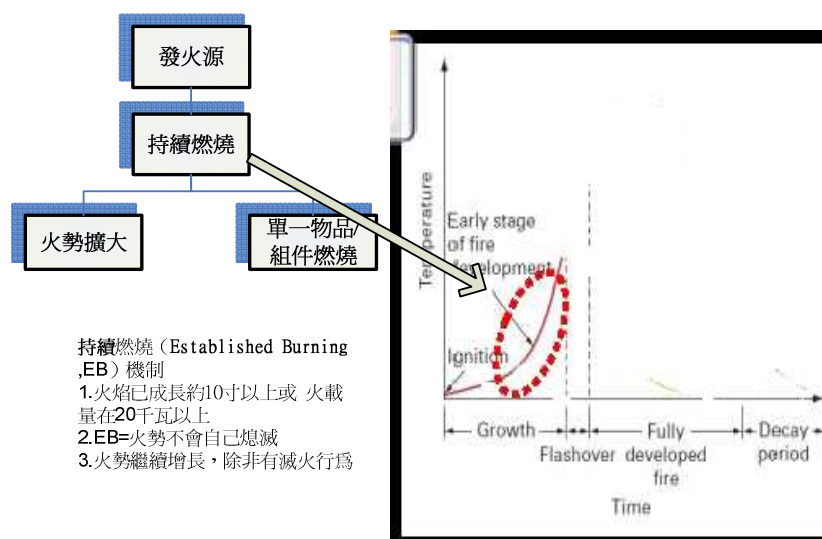 發火源
持續燃燒
火勢擴大
單一物品/
組件燃燒
持續燃燒（Established Burning
,EB）機制
1.火焰已成長約10寸以上或 火載
量在20千瓦以上
2.EB=火勢不會自己熄滅
3.火勢繼續增長，除非有滅火行為
Temperature
Early stage
of fire
development
Ignition
Growth
Flashover
Fully
developed
fire
Decay
period
Time